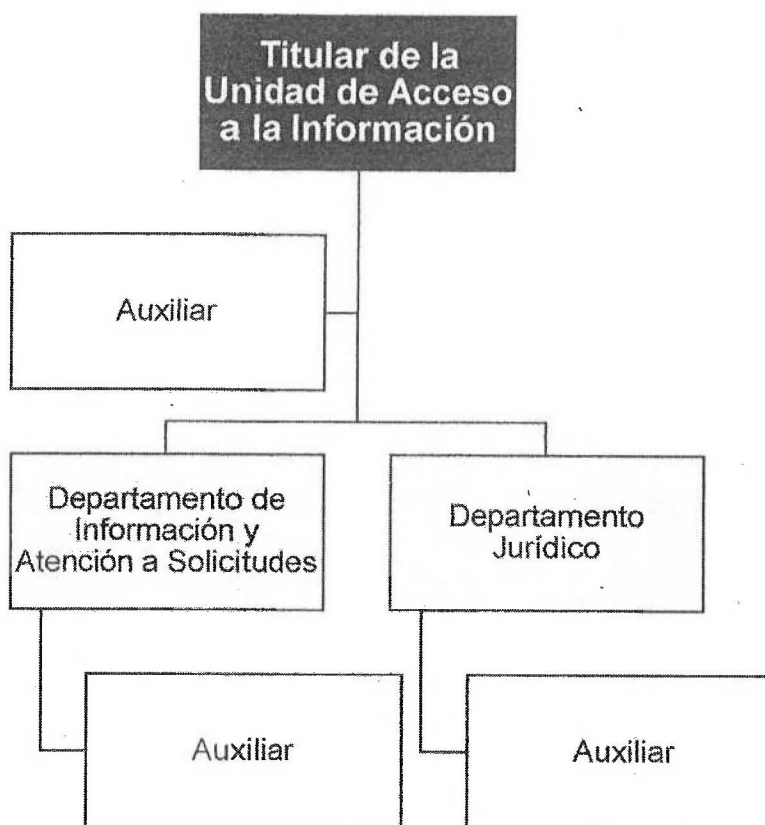 Titular de la
Unidad de Acceso
a la Información
Auxiliar
Departamento de
Información y
Atención a Solicitudes
Departamento
Jurídico
Auxiliar
Auxiliar